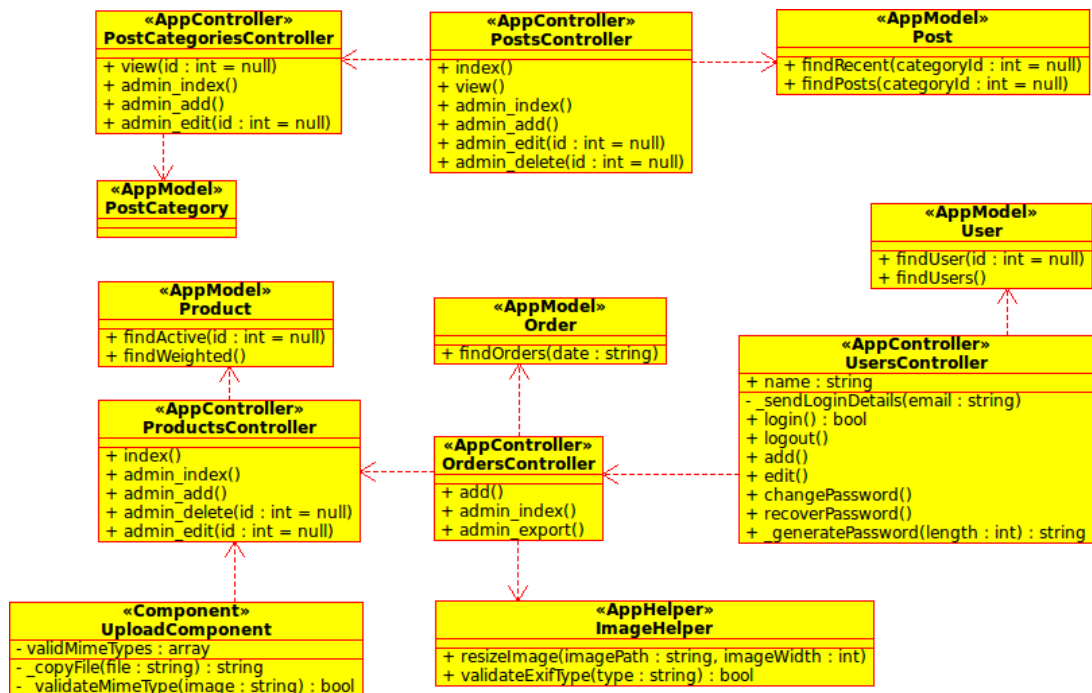 «AppController»
PostCategoriesController
+ view(id : int = null)
+ admin_index()
+ admin_add()
+ admin_edit(id : int = null)
«AppController»
PostsController
+ index()
+ view()
+ admin_index()
+ admin_add()
+ admin_edit(id : int = null)
+ admin_delete(id : int = null)
«AppModel»
Post
+ findRecent(categoryId : int = null)
+ findPosts(categoryId : int = null)
«AppModel»
PostCategory
«AppModel»
User
+ findUser(id : int = null)
+ findUsers()
«AppModel»
Product
+ findActive(id : int = null)
+ findWeighted()
«AppModel»
Order
+ findOrders(date : string)
«AppController»
UsersController
+ name : string
- _sendLoginDetails(email : string)
+ login() : bool
+ logout()
+ add()
+ edit()
+ changePassword()
+ recoverPassword()
+ _generatePassword(length : int) : string
«AppController»
ProductsController
+ index()
+ admin_index()
+ admin_add()
+ admin_delete(id : int = null)
+ admin_edit(id : int = null)
«AppController»
OrdersController
+ add()
+ admin_index()
+ admin_export()
«Component»
UploadComponent
- validMimeTypes : array
- _copyFile(file : string) : string
- _validateMimeType(image : string) : bool
«AppHelper»
ImageHelper
+ resizeImage(imagePath : string, imageWidth : int)
+ validateExifType(type : string) : bool